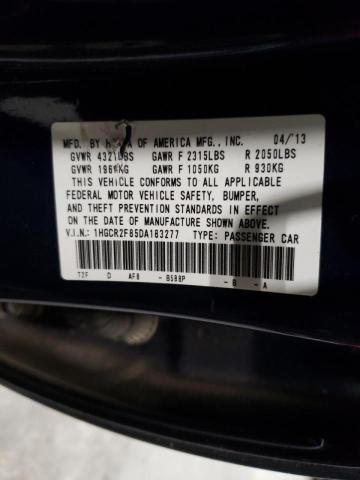 MFD. BY HONDA OF AMERICA MFG., INC. 04/13
GVWR 4321LBS GAWR F 2315LBS R 2050LBS
GVWR 1960KG GAWR F 1050KG R 930KG
THIS VEHICLE CONFORMS TO ALL APPLICABLE
FEDERAL MOTOR VEHICLE SAFETY, BUMPER,
AND THEFT PREVENTION STANDARDS IN EFFECT
ON THE DATE OF MANUFACTURE SHOWN ABOVE.
V.I.N.: 1HGCR2F85DA183277 TYPE: PASSENGER CAR
T2F D AF0 - B588P - B - A